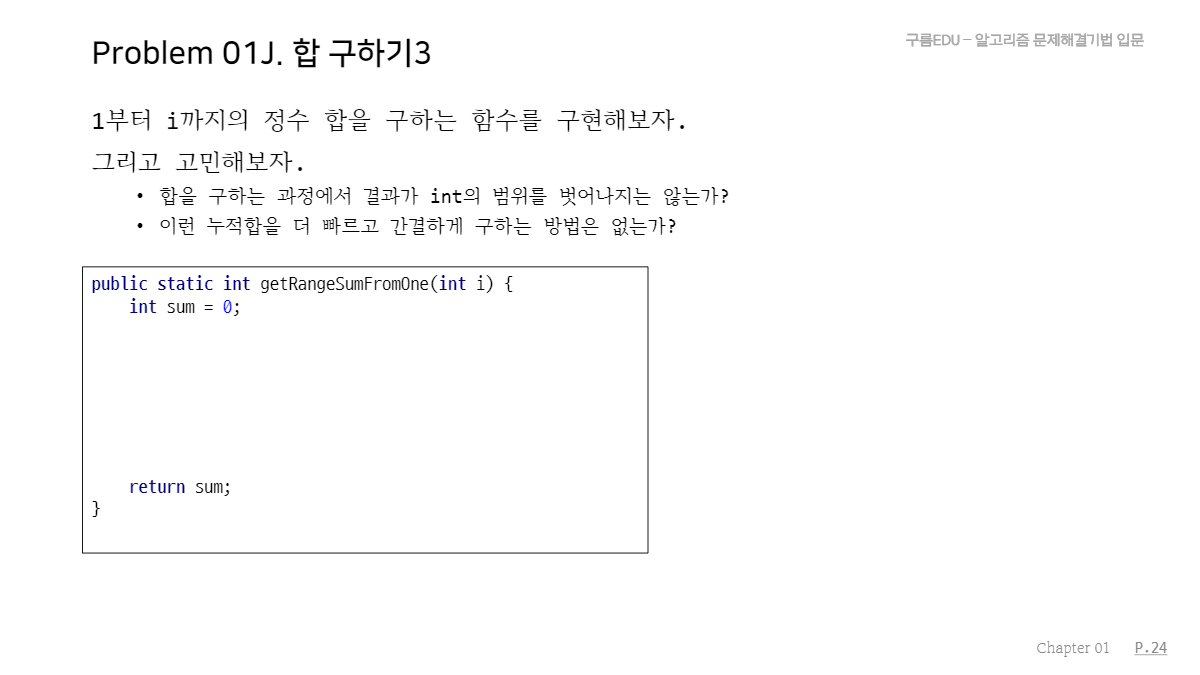 Problem 01J. 합 구하기3
구름EDU – 알고리즘 문제해결기법 입문
1부터 i까지의 정수 합을 구하는 함수를 구현해보자.
그리고 고민해보자.
• 합을 구하는 과정에서 결과가 int의 범위를 벗어나지는 않는가?
• 이런 누적합을 더 빠르고 간결하게 구하는 방법은 없는가?
public static int getRangeSumFromOne(int i) {
    int sum = 0;
    return sum;
}
Chapter 01 P.24